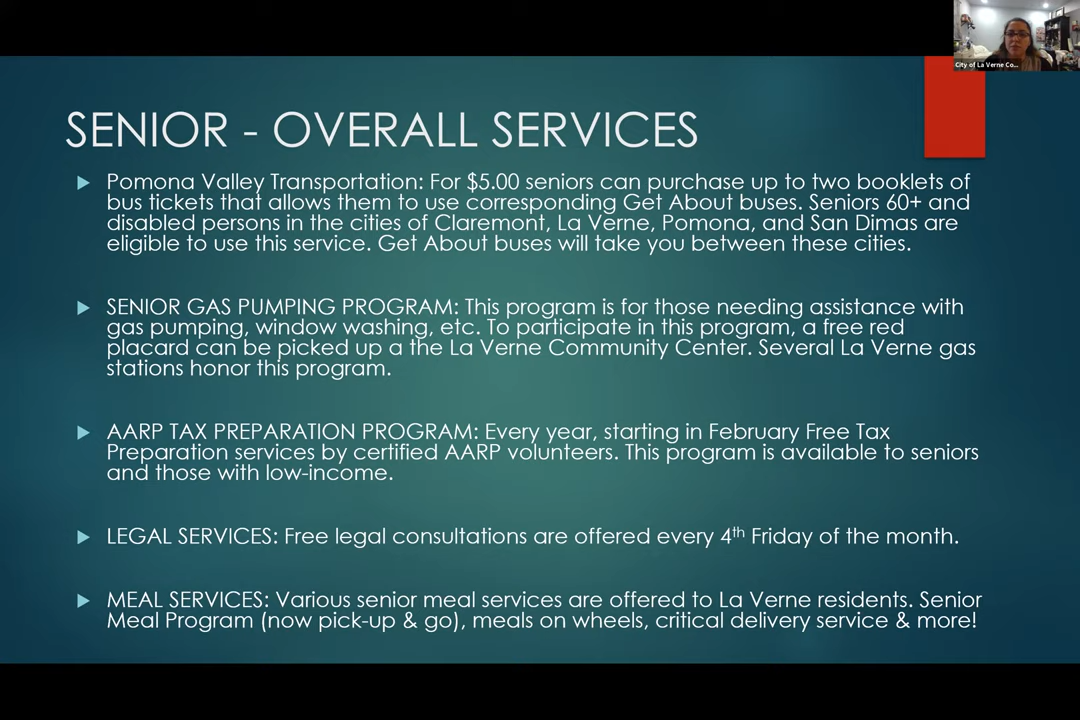 City of La Verne Co...
SENIOR - OVERALL SERVICES
Pomona Valley Transportation: For $5.00 seniors can purchase up to two booklets of
bus tickets that allows them to use corresponding Get About buses. Seniors 60+ and
disabled persons in the cities of Claremont, La Verne, Pomona, and San Dimas are
eligible to use this service. Get About buses will take you between these cities.
SENIOR GAS PUMPING PROGRAM: This program is for those needing assistance with
gas pumping, window washing, etc. To participate in this program, a free red
placard can be picked up a the La Verne Community Center. Several La Verne gas
stations honor this program.
AARP TAX PREPARATION PROGRAM: Every year, starting in February Free Tax
Preparation services by certified AARP volunteers. This program is available to seniors
and those with low-income.
LEGAL SERVICES: Free legal consultations are offered every 4th Friday of the month.
MEAL SERVICES: Various senior meal services are offered to La Verne residents. Senior
Meal Program (now pick-up & go), meals on wheels, critical delivery service & more!